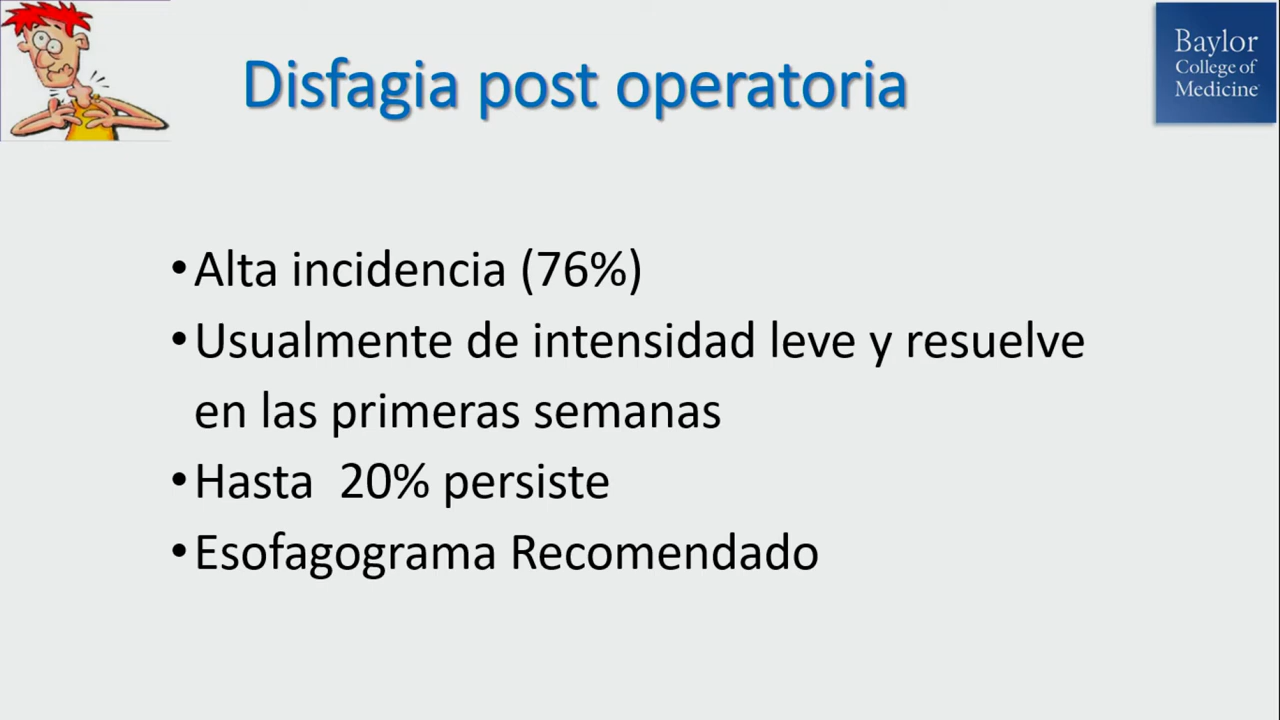 Disfagia post operatoria
Baylor
College of
Medicine
•Alta incidencia (76%)
•Usualmente de intensidad leve y resuelve
en las primeras semanas
•Hasta  20% persiste
•Esofagograma Recomendado